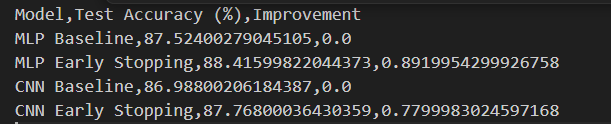 Model,Test Accuracy (%),Improvement
MLP Baseline,87.52400279045105,0.0
MLP Early Stopping,88.41599822044373,0.8919954299926758
CNN Baseline,86.98800206184387,0.0
CNN Early Stopping,87.76800036430359,0.7799983024597168